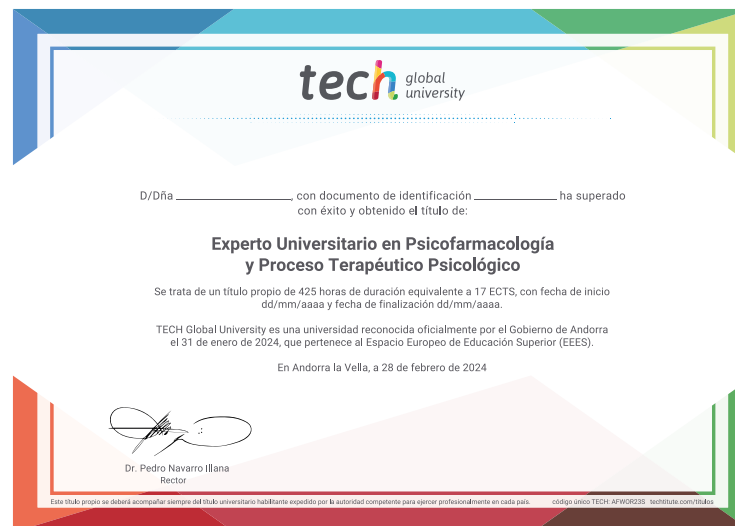 tech global university
D/Dña ____________, con documento de identificación ____________ ha superado
con éxito y obtenido el título de:
Experto Universitario en Psicofarmacología
y Proceso Terapéutico Psicológico
Se trata de un título propio de 425 horas de duración equivalente a 17 ECTS, con fecha de inicio
dd/mm/aaaa y fecha de finalización dd/mm/aaaa.
TECH Global University es una universidad reconocida oficialmente por el Gobierno de Andorra
el 31 de enero de 2024, que pertenece al Espacio Europeo de Educación Superior (EEES).
En Andorra la Vella, a 28 de febrero de 2024
Dr. Pedro Navarro Illana
Rector
Este título propio se deberá acompañar siempre del título universitario habilitante expedido por la autoridad competente para ejercer profesionalmente en cada país. código único TECH: AFWOR23S techtitute.com/titulos